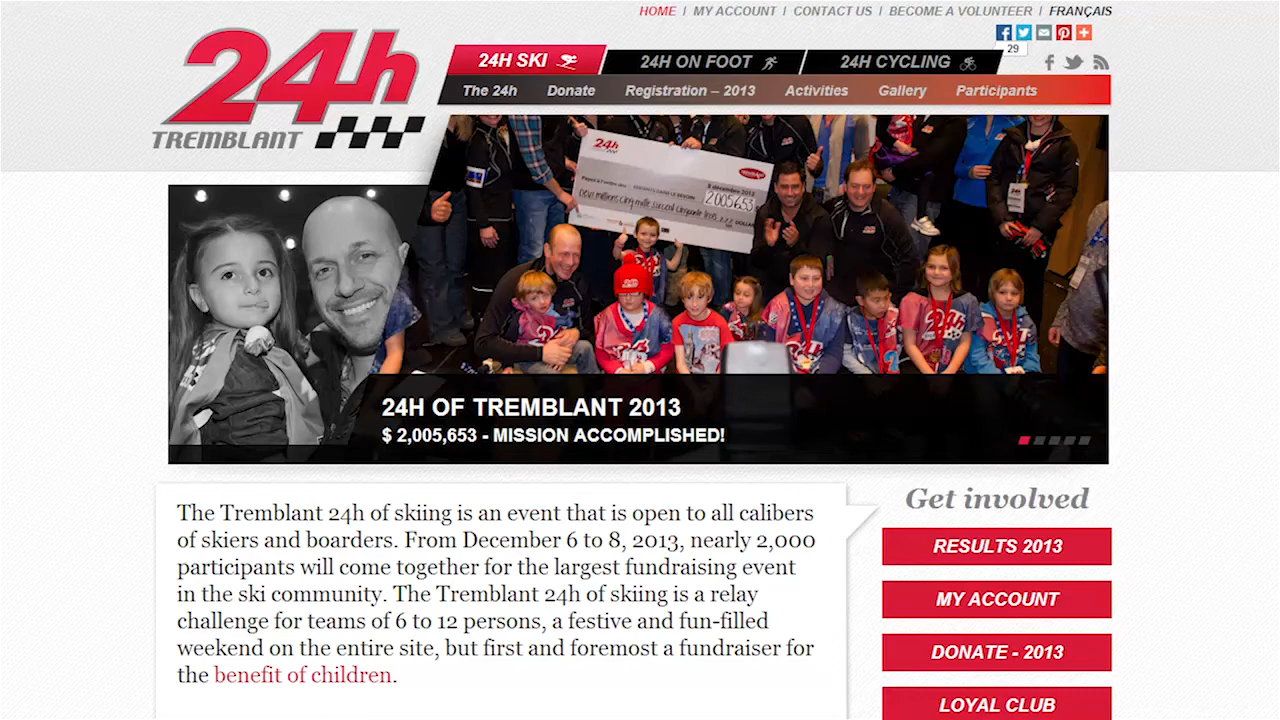 HOME | MY ACCOUNT | CONTACT US | BECOME A VOLUNTEER | FRANÇAIS
29
24h
TREMBLANT
24H SKI
24H ON FOOT
24H CYCLING
The 24h
Donate
Registration – 2013
Activities
Gallery
Participants
24h
8 décembre 2013
2005653
24H OF TREMBLANT 2013
$ 2,005,653 - MISSION ACCOMPLISHED!
The Tremblant 24h of skiing is an event that is open to all calibers
of skiers and boarders. From December 6 to 8, 2013, nearly 2,000
participants will come together for the largest fundraising event
in the ski community. The Tremblant 24h of skiing is a relay
challenge for teams of 6 to 12 persons, a festive and fun-filled
weekend on the entire site, but first and foremost a fundraiser for
the benefit of children.
Get involved
RESULTS 2013
MY ACCOUNT
DONATE - 2013
LOYAL CLUB